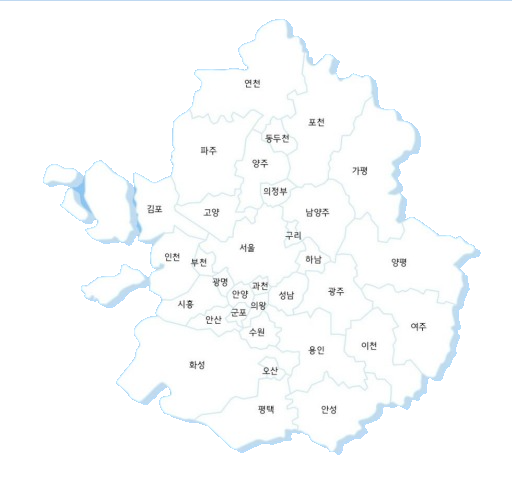 연천
포천
동두천
파주
양주
가평
의정부
김포
고양
남양주
구리
서울
인천
부천
하남
양평
광명
과천
안양
성남
광주
시흥
의왕
군포
안산
수원
여주
이천
용인
화성
오산
평택
안성